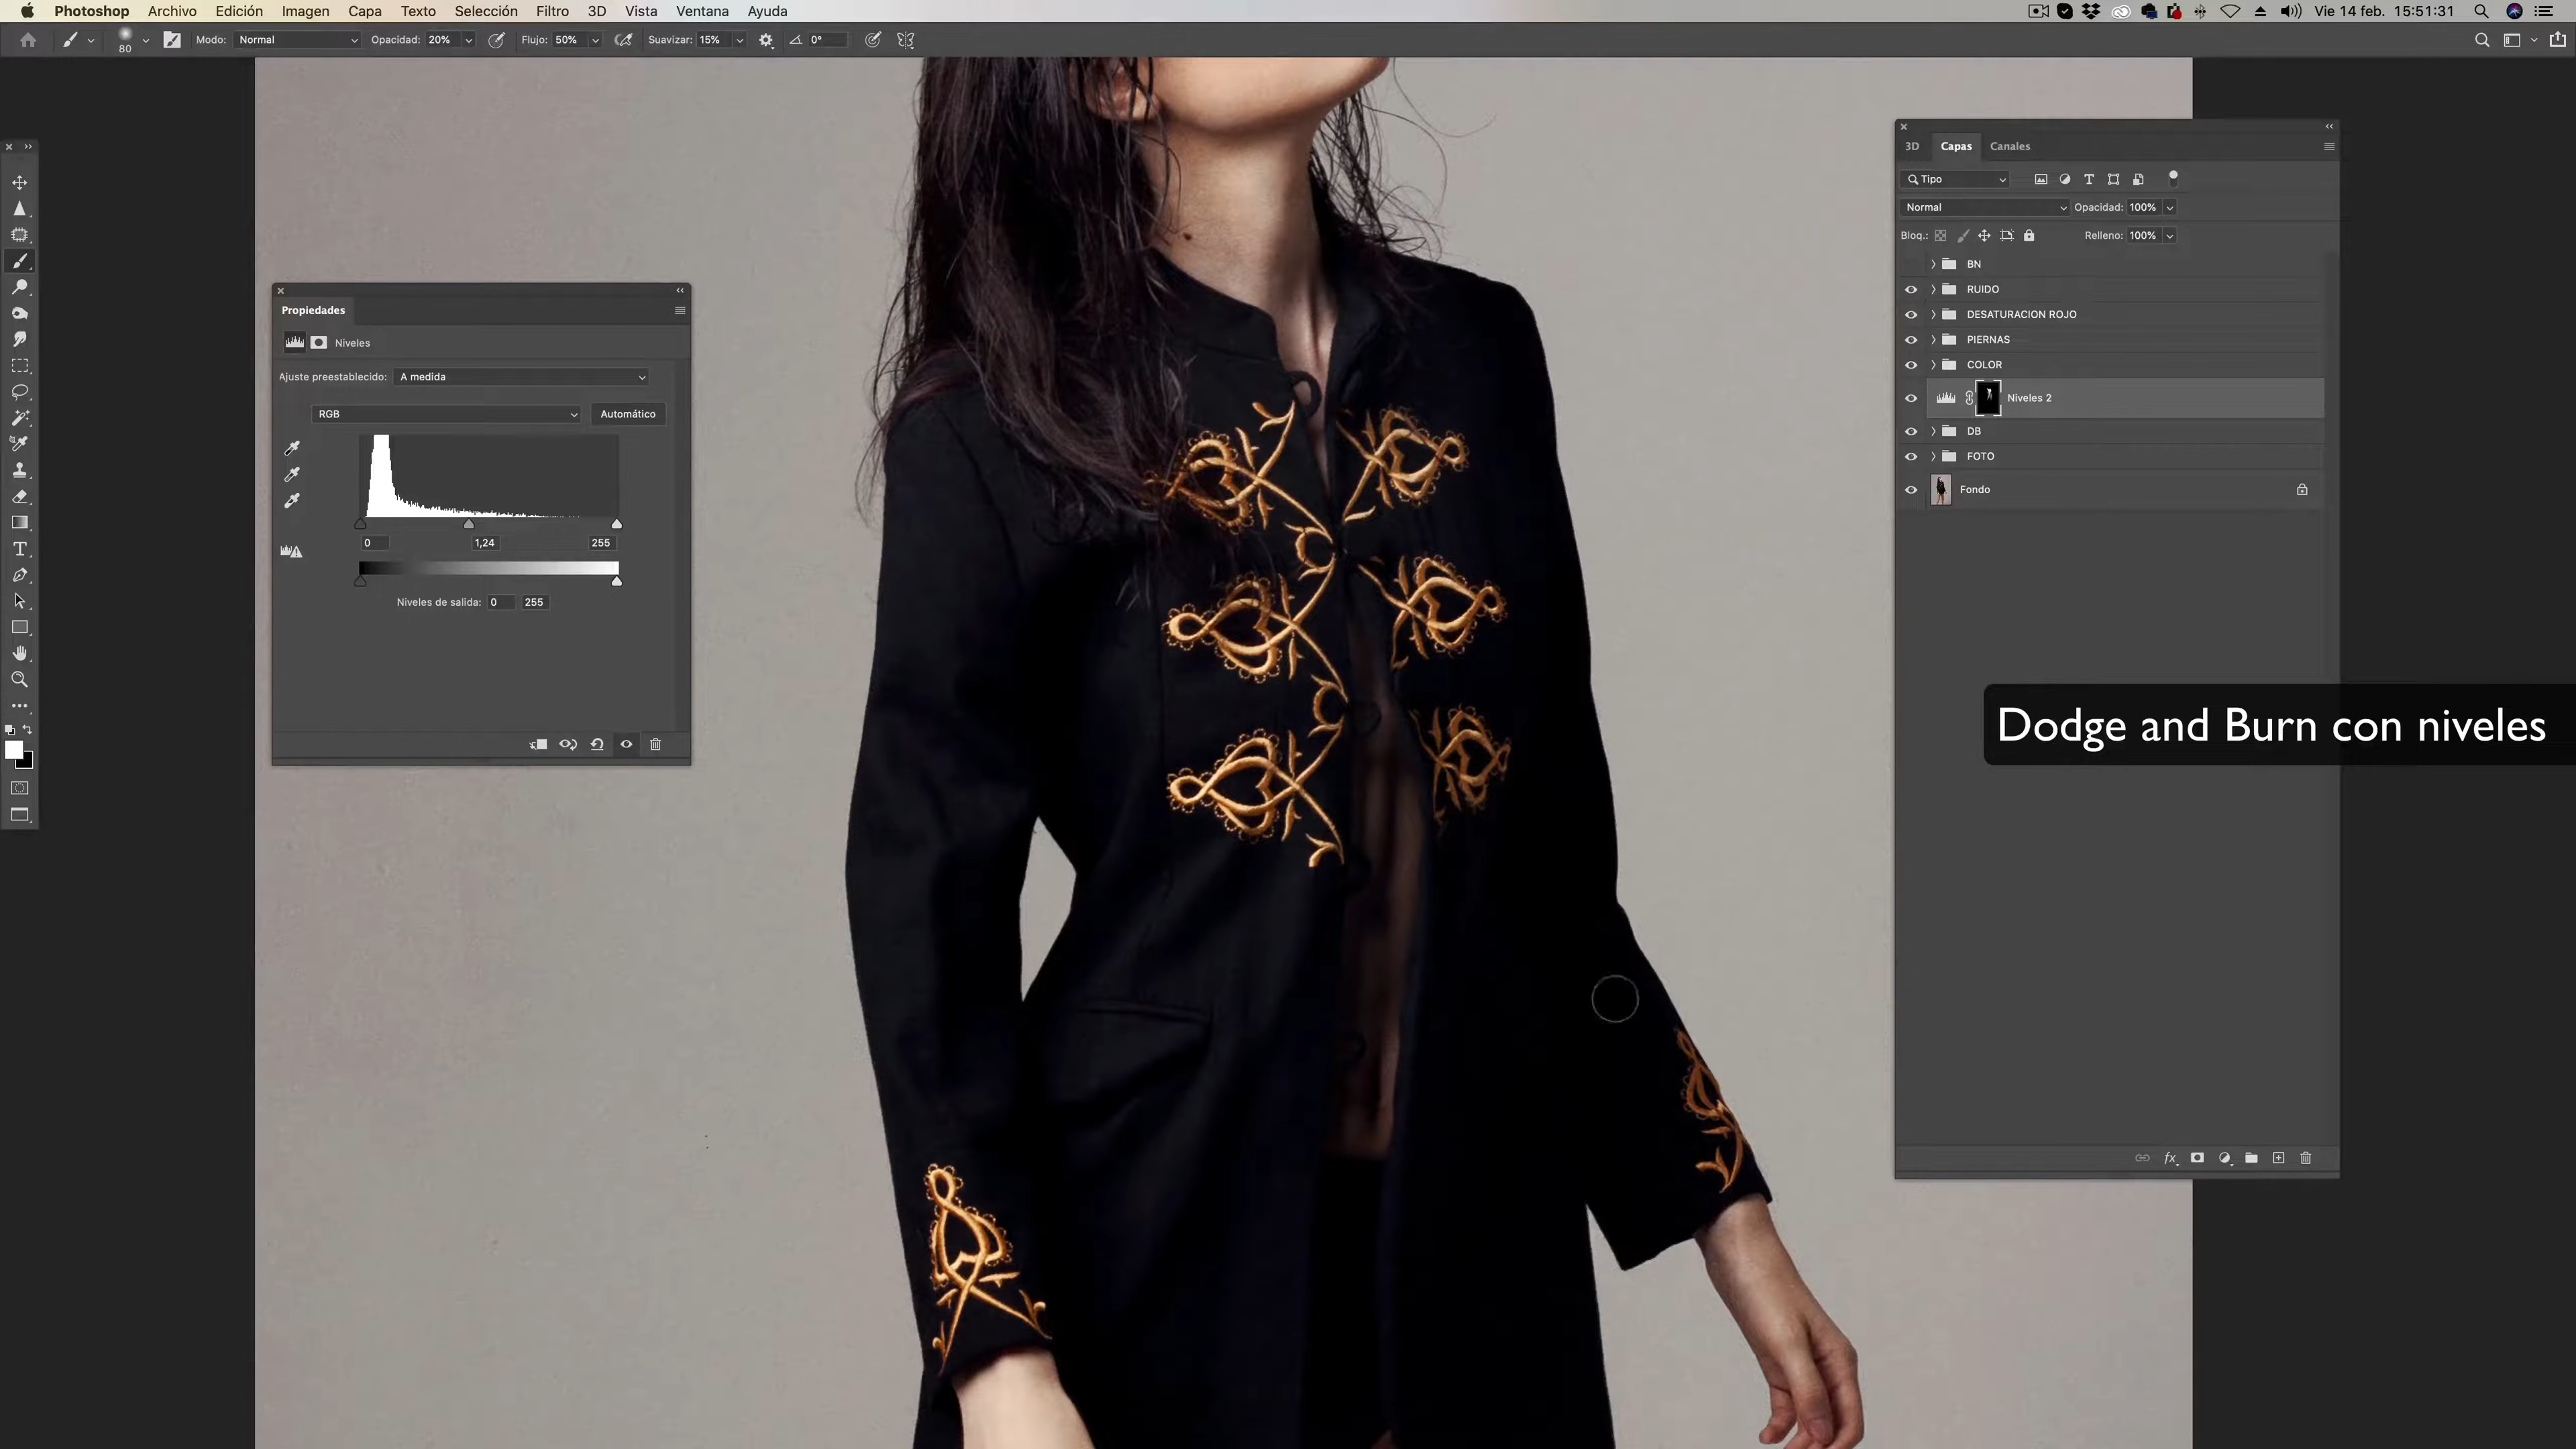 Photoshop Archivo Edición Imagen Capa Texto Selección Filtro 3D Vista Ventana Ayuda Vie 14 feb. 15:51:31
80 Modo: Normal Opacidad: 20% Flujo: 50% Suavizar: 15% 0°
3D Capas Canales
Tipo
Normal Opacidad: 100%
Bloq.: Relleno: 100%
BN
RUIDO
DESATURACION ROJO
PIERNAS
COLOR
Niveles 2
DB
FOTO
Fondo
Propiedades
Niveles
Ajuste preestablecido: A medida
RGB Automático
0 1,24 255
Niveles de salida: 0 255
Dodge and Burn con niveles